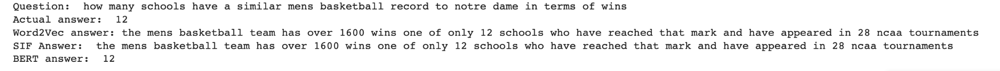 Question:  how many schools have a similar mens basketball record to notre dame in terms of wins
Actual answer:  12
Word2Vec answer: the mens basketball team has over 1600 wins one of only 12 schools who have reached that mark and have appeared in 28 ncaa tournaments
SIF Answer:  the mens basketball team has over 1600 wins one of only 12 schools who have reached that mark and have appeared in 28 ncaa tournaments
BERT answer:  12